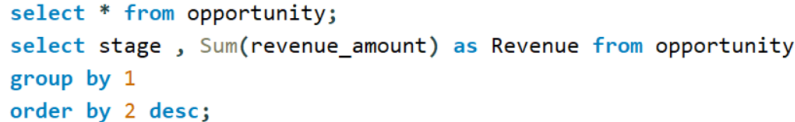 select * from opportunity;
select stage , Sum(revenue_amount) as Revenue from opportunity
group by 1
order by 2 desc;